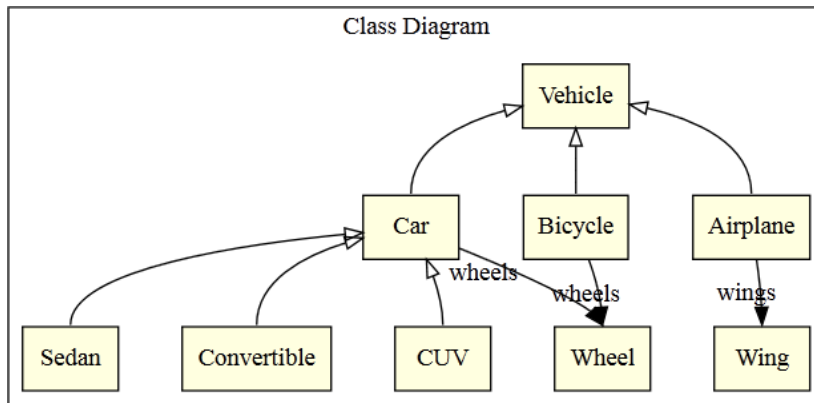 Class Diagram
Vehicle
Car
Bicycle
Airplane
wheels
wheels
wings
Sedan
Convertible
CUV
Wheel
Wing